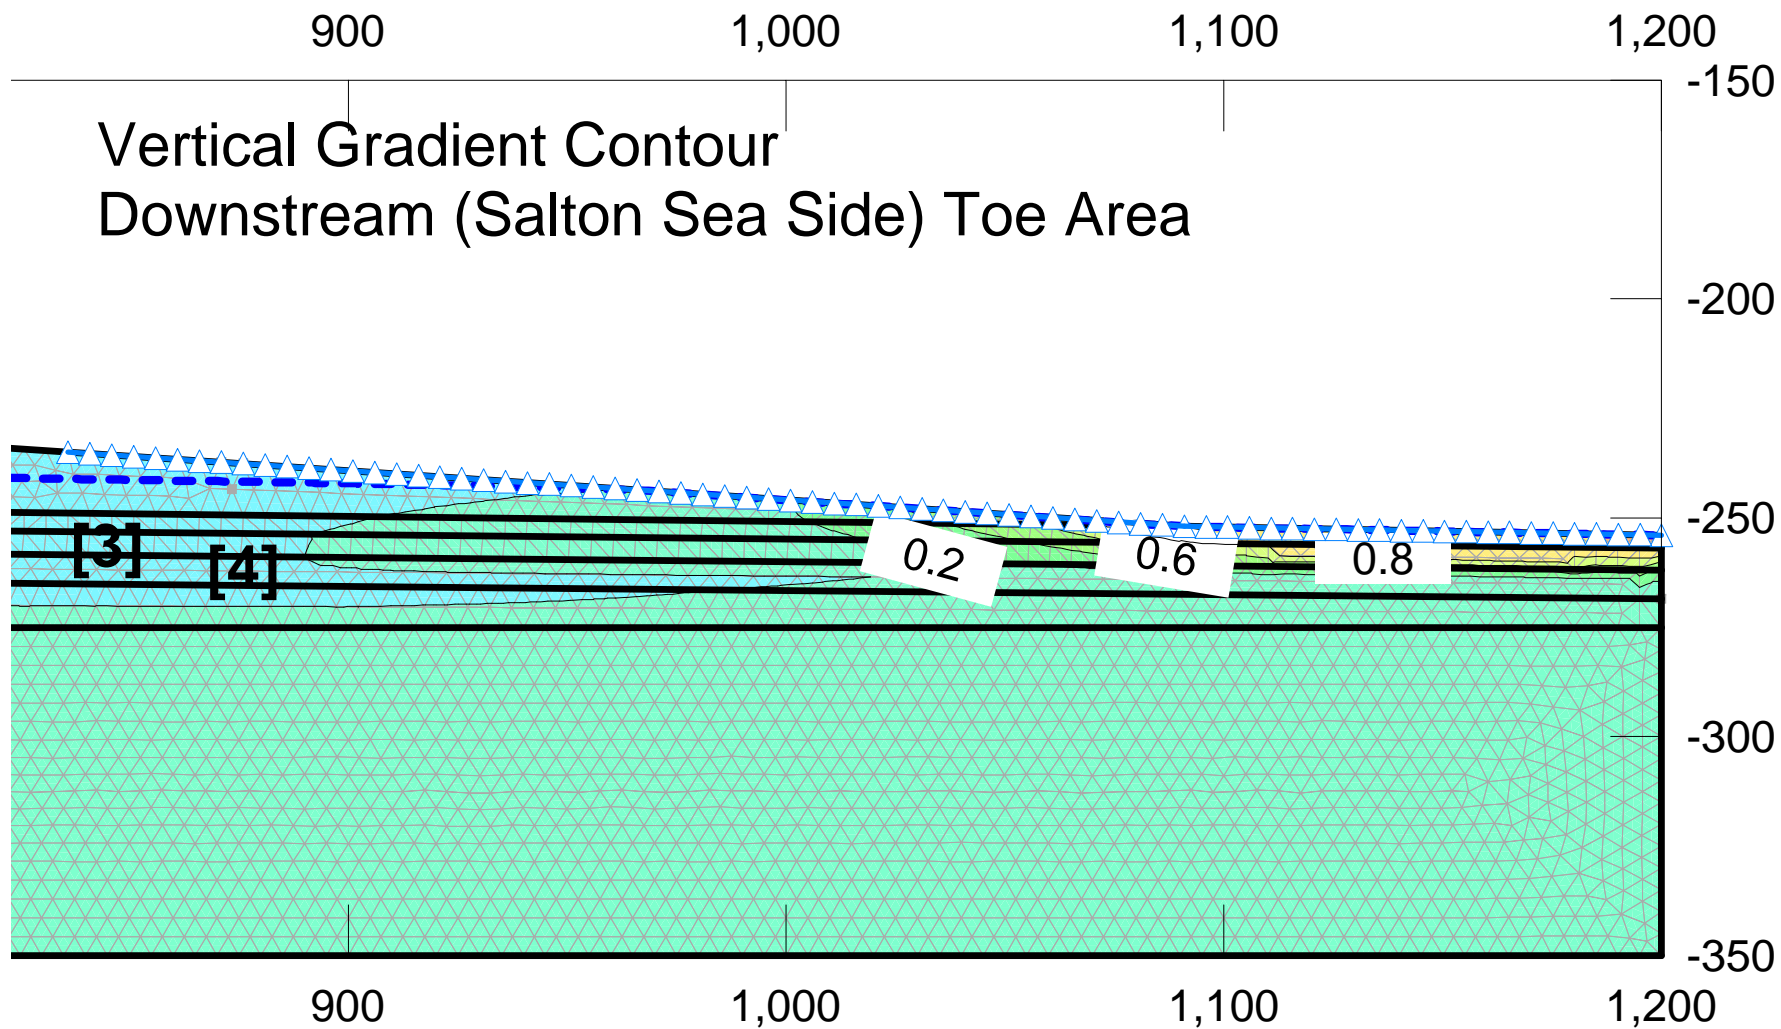 900 1,000 1,100 1,200
-150
Vertical Gradient Contour
Downstream (Salton Sea Side) Toe Area
-200
-250
[3] [4] 0.2 0.6 0.8
-300
-350
900 1,000 1,100 1,200